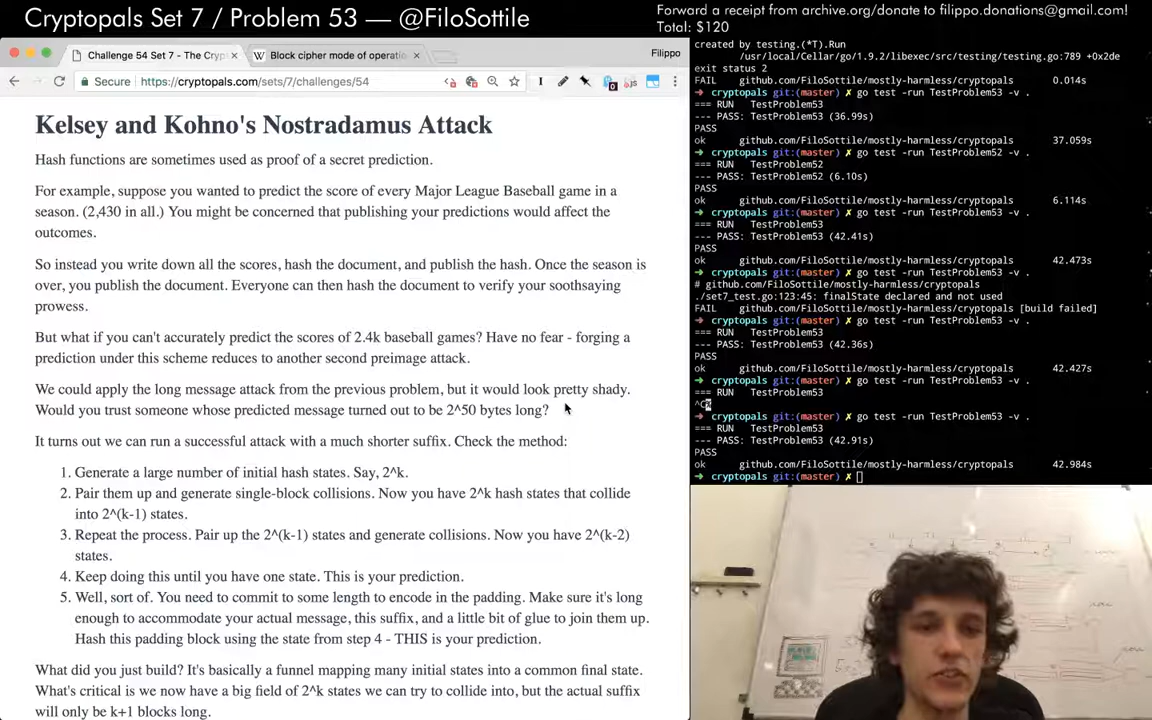 Cryptopals Set 7 / Problem 53 — @FiloSottile
Forward a receipt from archive.org/donate to filippo.donations@gmail.com!
Total: $120
Challenge 54 Set 7 - The Cryp
Block cipher mode of operatio
Filippo
Secure
https://cryptopals.com/sets/7/challenges/54
Kelsey and Kohno's Nostradamus Attack
Hash functions are sometimes used as proof of a secret prediction.
For example, suppose you wanted to predict the score of every Major League Baseball game in a
season. (2,430 in all.) You might be concerned that publishing your predictions would affect the
outcomes.
So instead you write down all the scores, hash the document, and publish the hash. Once the season is
over, you publish the document. Everyone can then hash the document to verify your soothsaying
prowess.
But what if you can't accurately predict the scores of 2.4k baseball games? Have no fear - forging a
prediction under this scheme reduces to another second preimage attack.
We could apply the long message attack from the previous problem, but it would look pretty shady.
Would you trust someone whose predicted message turned out to be 2^50 bytes long?
It turns out we can run a successful attack with a much shorter suffix. Check the method:
1. Generate a large number of initial hash states. Say, 2^k.
2. Pair them up and generate single-block collisions. Now you have 2^k hash states that collide
into 2^(k-1) states.
3. Repeat the process. Pair up the 2^(k-1) states and generate collisions. Now you have 2^(k-2)
states.
4. Keep doing this until you have one state. This is your prediction.
5. Well, sort of. You need to commit to some length to encode in the padding. Make sure it's long
enough to accommodate your actual message, this suffix, and a little bit of glue to join them up.
Hash this padding block using the state from step 4 - THIS is your prediction.
What did you just build? It's basically a funnel mapping many initial states into a common final state.
What's critical is we now have a big field of 2^k states we can try to collide into, but the actual suffix
will only be k+1 blocks long.
created by testing.(*T).Run
/usr/local/Cellar/go/1.9.2/libexec/src/testing/testing.go:789 +0x2de
exit status 2
FAIL github.com/FiloSottile/mostly-harmless/cryptopals 0.014s
➜ cryptopals git:(master) ✗ go test -run TestProblem53 -v .
=== RUN TestProblem53
--- PASS: TestProblem53 (36.99s)
PASS
ok github.com/FiloSottile/mostly-harmless/cryptopals 37.059s
➜ cryptopals git:(master) ✗ go test -run TestProblem52 -v .
=== RUN TestProblem52
--- PASS: TestProblem52 (6.10s)
PASS
ok github.com/FiloSottile/mostly-harmless/cryptopals 6.114s
➜ cryptopals git:(master) ✗ go test -run TestProblem53 -v .
=== RUN TestProblem53
--- PASS: TestProblem53 (42.41s)
PASS
ok github.com/FiloSottile/mostly-harmless/cryptopals 42.473s
➜ cryptopals git:(master) ✗ go test -run TestProblem53 -v .
# github.com/FiloSottile/mostly-harmless/cryptopals
./set7_test.go:123:45: finalState declared and not used
FAIL github.com/FiloSottile/mostly-harmless/cryptopals [build failed]
➜ cryptopals git:(master) ✗ go test -run TestProblem53 -v .
=== RUN TestProblem53
--- PASS: TestProblem53 (42.36s)
PASS
ok github.com/FiloSottile/mostly-harmless/cryptopals 42.427s
➜ cryptopals git:(master) ✗ go test -run TestProblem53 -v .
=== RUN TestProblem53
➜ cryptopals git:(master) ✗ go test -run TestProblem53 -v .
=== RUN TestProblem53
--- PASS: TestProblem53 (42.91s)
PASS
ok github.com/FiloSottile/mostly-harmless/cryptopals 42.984s
➜ cryptopals git:(master) ✗